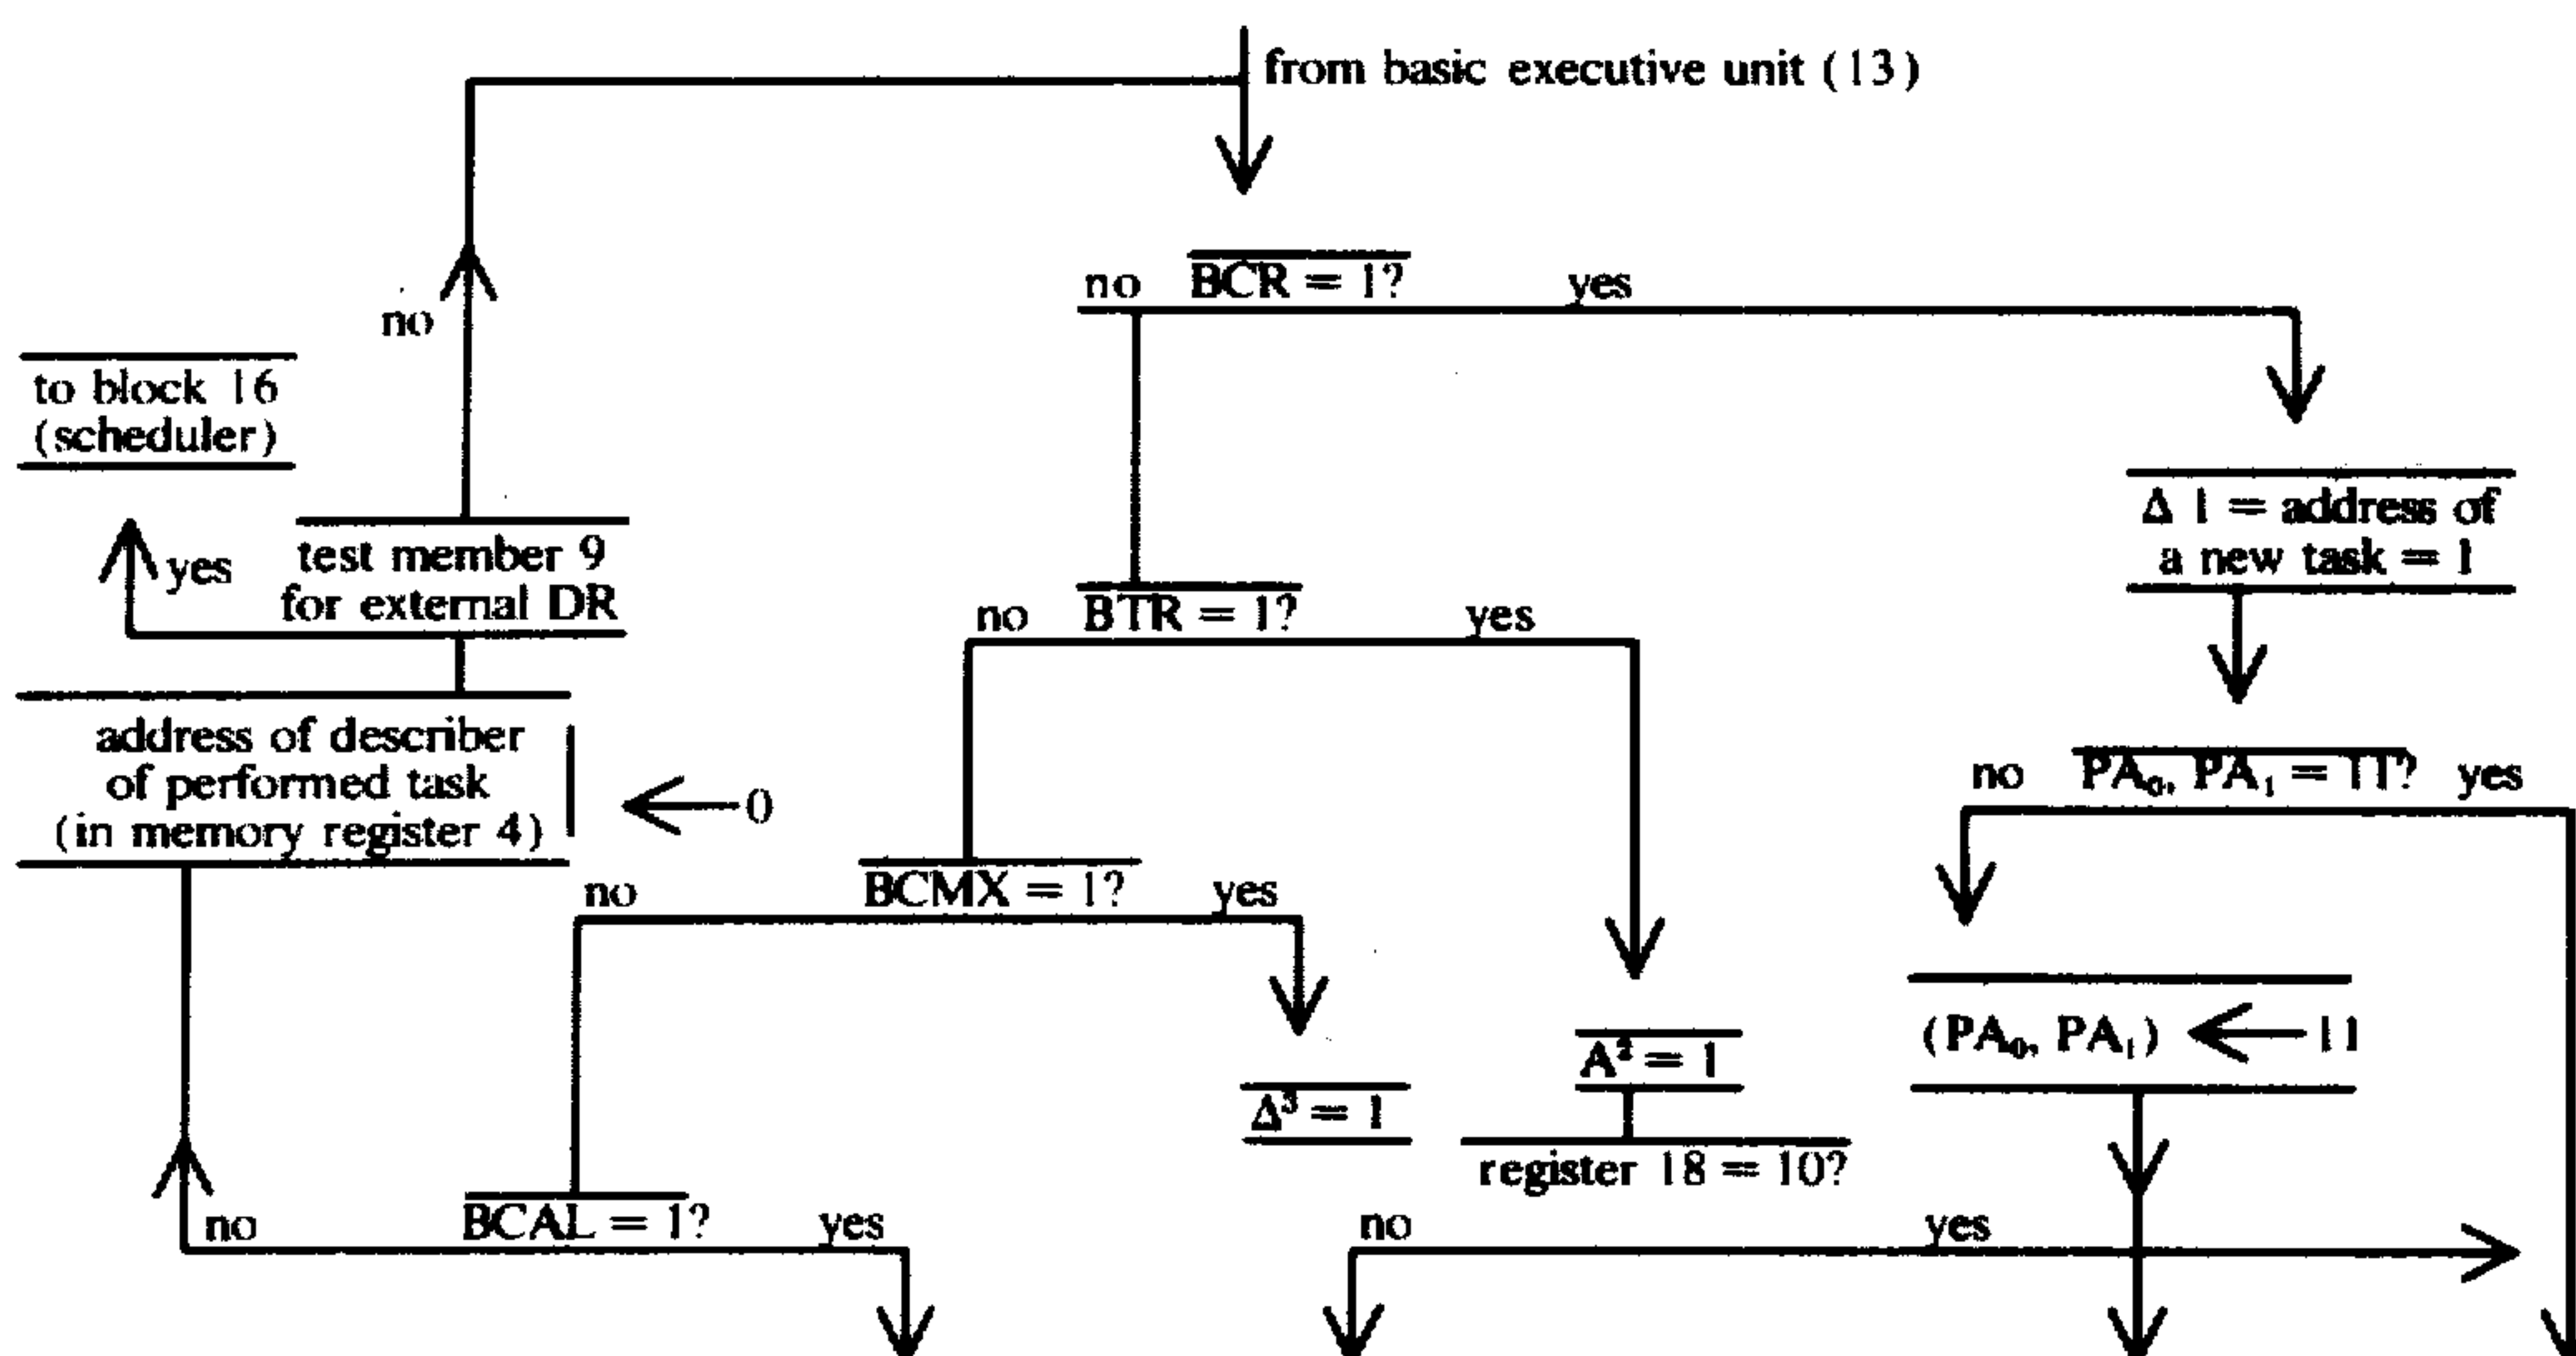 from basic executive unit (13)
no BCR = 1? yes
no
to block 16
(scheduler)
Δ 1 = address of
a new task = 1
yes
test member 9
for external DR
no BTR = 1? yes
address of describer
of performed task
(in memory register 4)
0
no PA₀, PA₁ = 11? yes
no BCMX = 1? yes
(PA₀, PA₁) 11
A² = 1
Δ³ = 1
register 18 = 10?
no BCAL = 1? yes
no yes